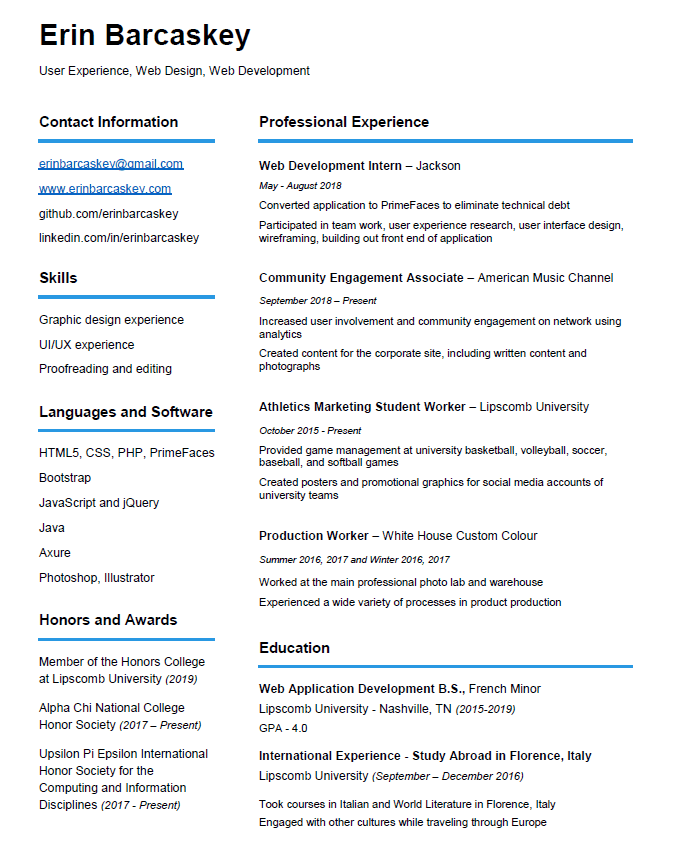 Erin Barcaskey
User Experience, Web Design, Web Development
Contact Information
erinbarcaskey@gmail.com
www.erinbarcaskey.com
github.com/erinbarcaskey
linkedin.com/in/erinbarcaskey
Skills
Graphic design experience
UI/UX experience
Proofreading and editing
Languages and Software
HTML5, CSS, PHP, PrimeFaces
Bootstrap
JavaScript and jQuery
Java
Axure
Photoshop, Illustrator
Honors and Awards
Member of the Honors College
at Lipscomb University (2019)
Alpha Chi National College
Honor Society (2017 – Present)
Upsilon Pi Epsilon International
Honor Society for the
Computing and Information
Disciplines (2017 - Present)
Professional Experience
Web Development Intern – Jackson
May - August 2018
Converted application to PrimeFaces to eliminate technical debt
Participated in team work, user experience research, user interface design,
wireframing, building out front end of application
Community Engagement Associate – American Music Channel
September 2018 – Present
Increased user involvement and community engagement on network using
analytics
Created content for the corporate site, including written content and
photographs
Athletics Marketing Student Worker – Lipscomb University
October 2015 - Present
Provided game management at university basketball, volleyball, soccer,
baseball, and softball games
Created posters and promotional graphics for social media accounts of
university teams
Production Worker – White House Custom Colour
Summer 2016, 2017 and Winter 2016, 2017
Worked at the main professional photo lab and warehouse
Experienced a wide variety of processes in product production
Education
Web Application Development B.S., French Minor
Lipscomb University - Nashville, TN (2015-2019)
GPA - 4.0
International Experience - Study Abroad in Florence, Italy
Lipscomb University (September – December 2016)
Took courses in Italian and World Literature in Florence, Italy
Engaged with other cultures while traveling through Europe